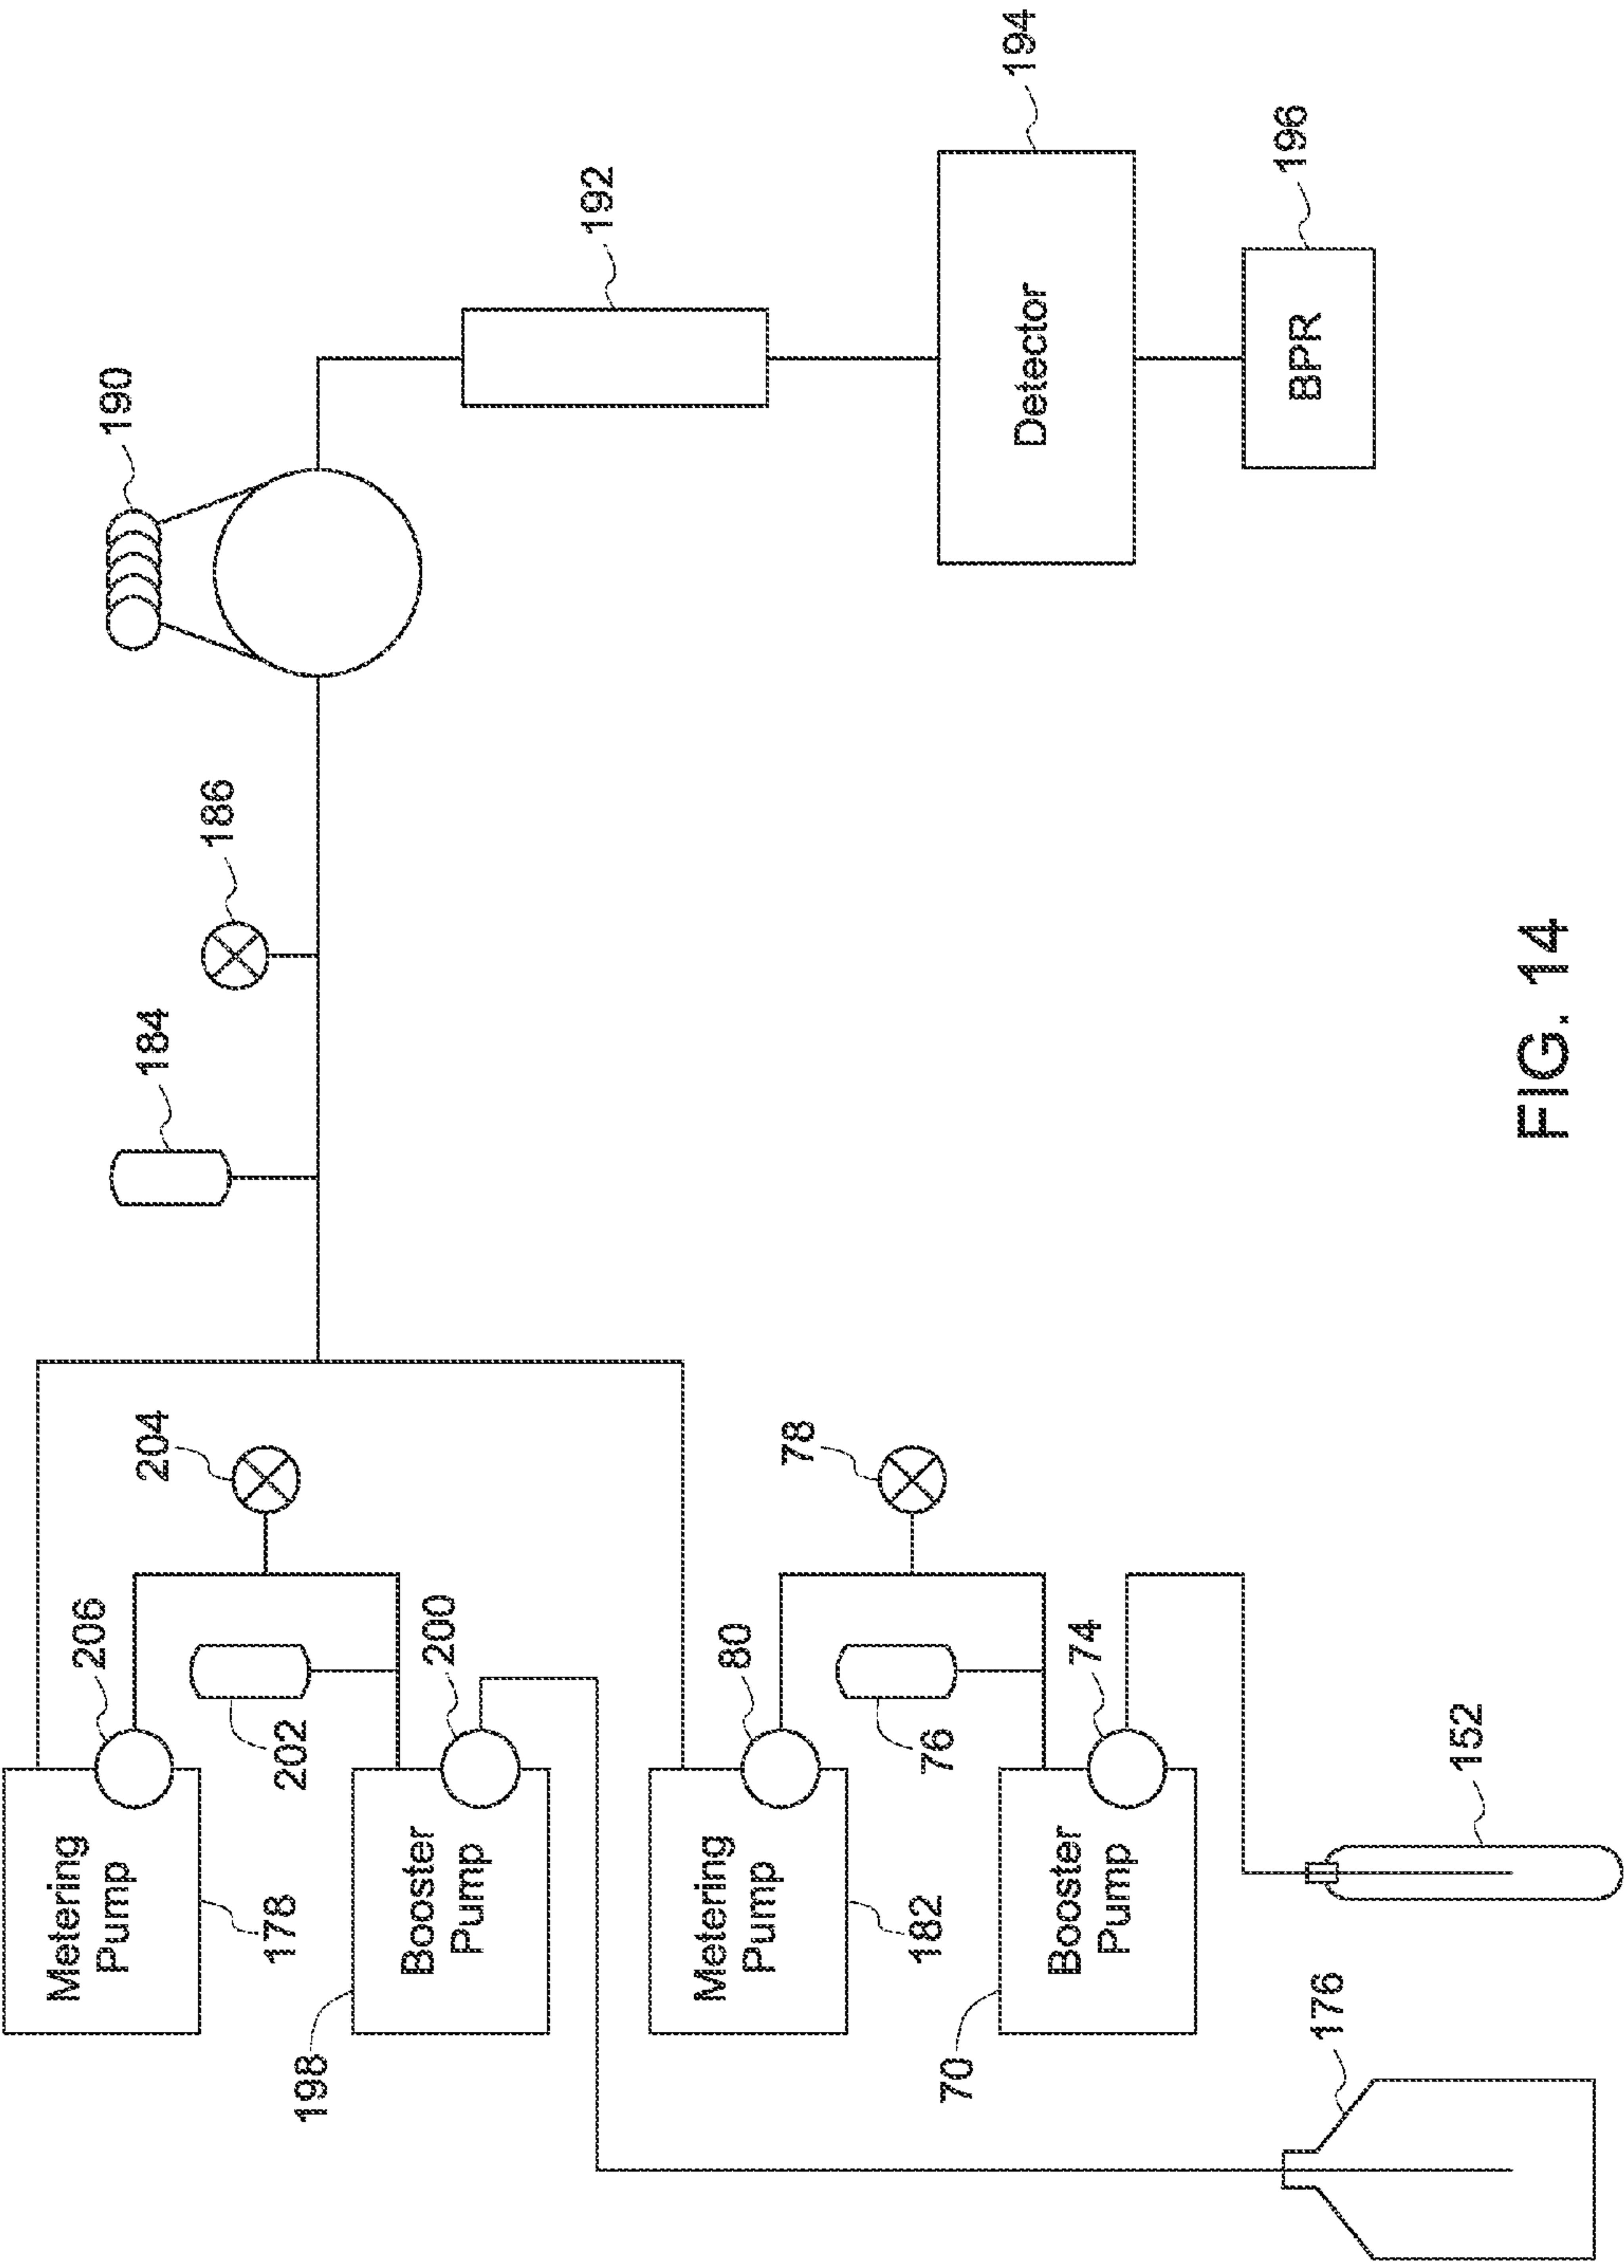 190
192
194
Detector
196
BPR
186
184
204
206
Metering
Pump
178
202
200
Booster
Pump
198
78
80
Metering
Pump
182
76
74
Booster
Pump
70
152
176
FIG. 14